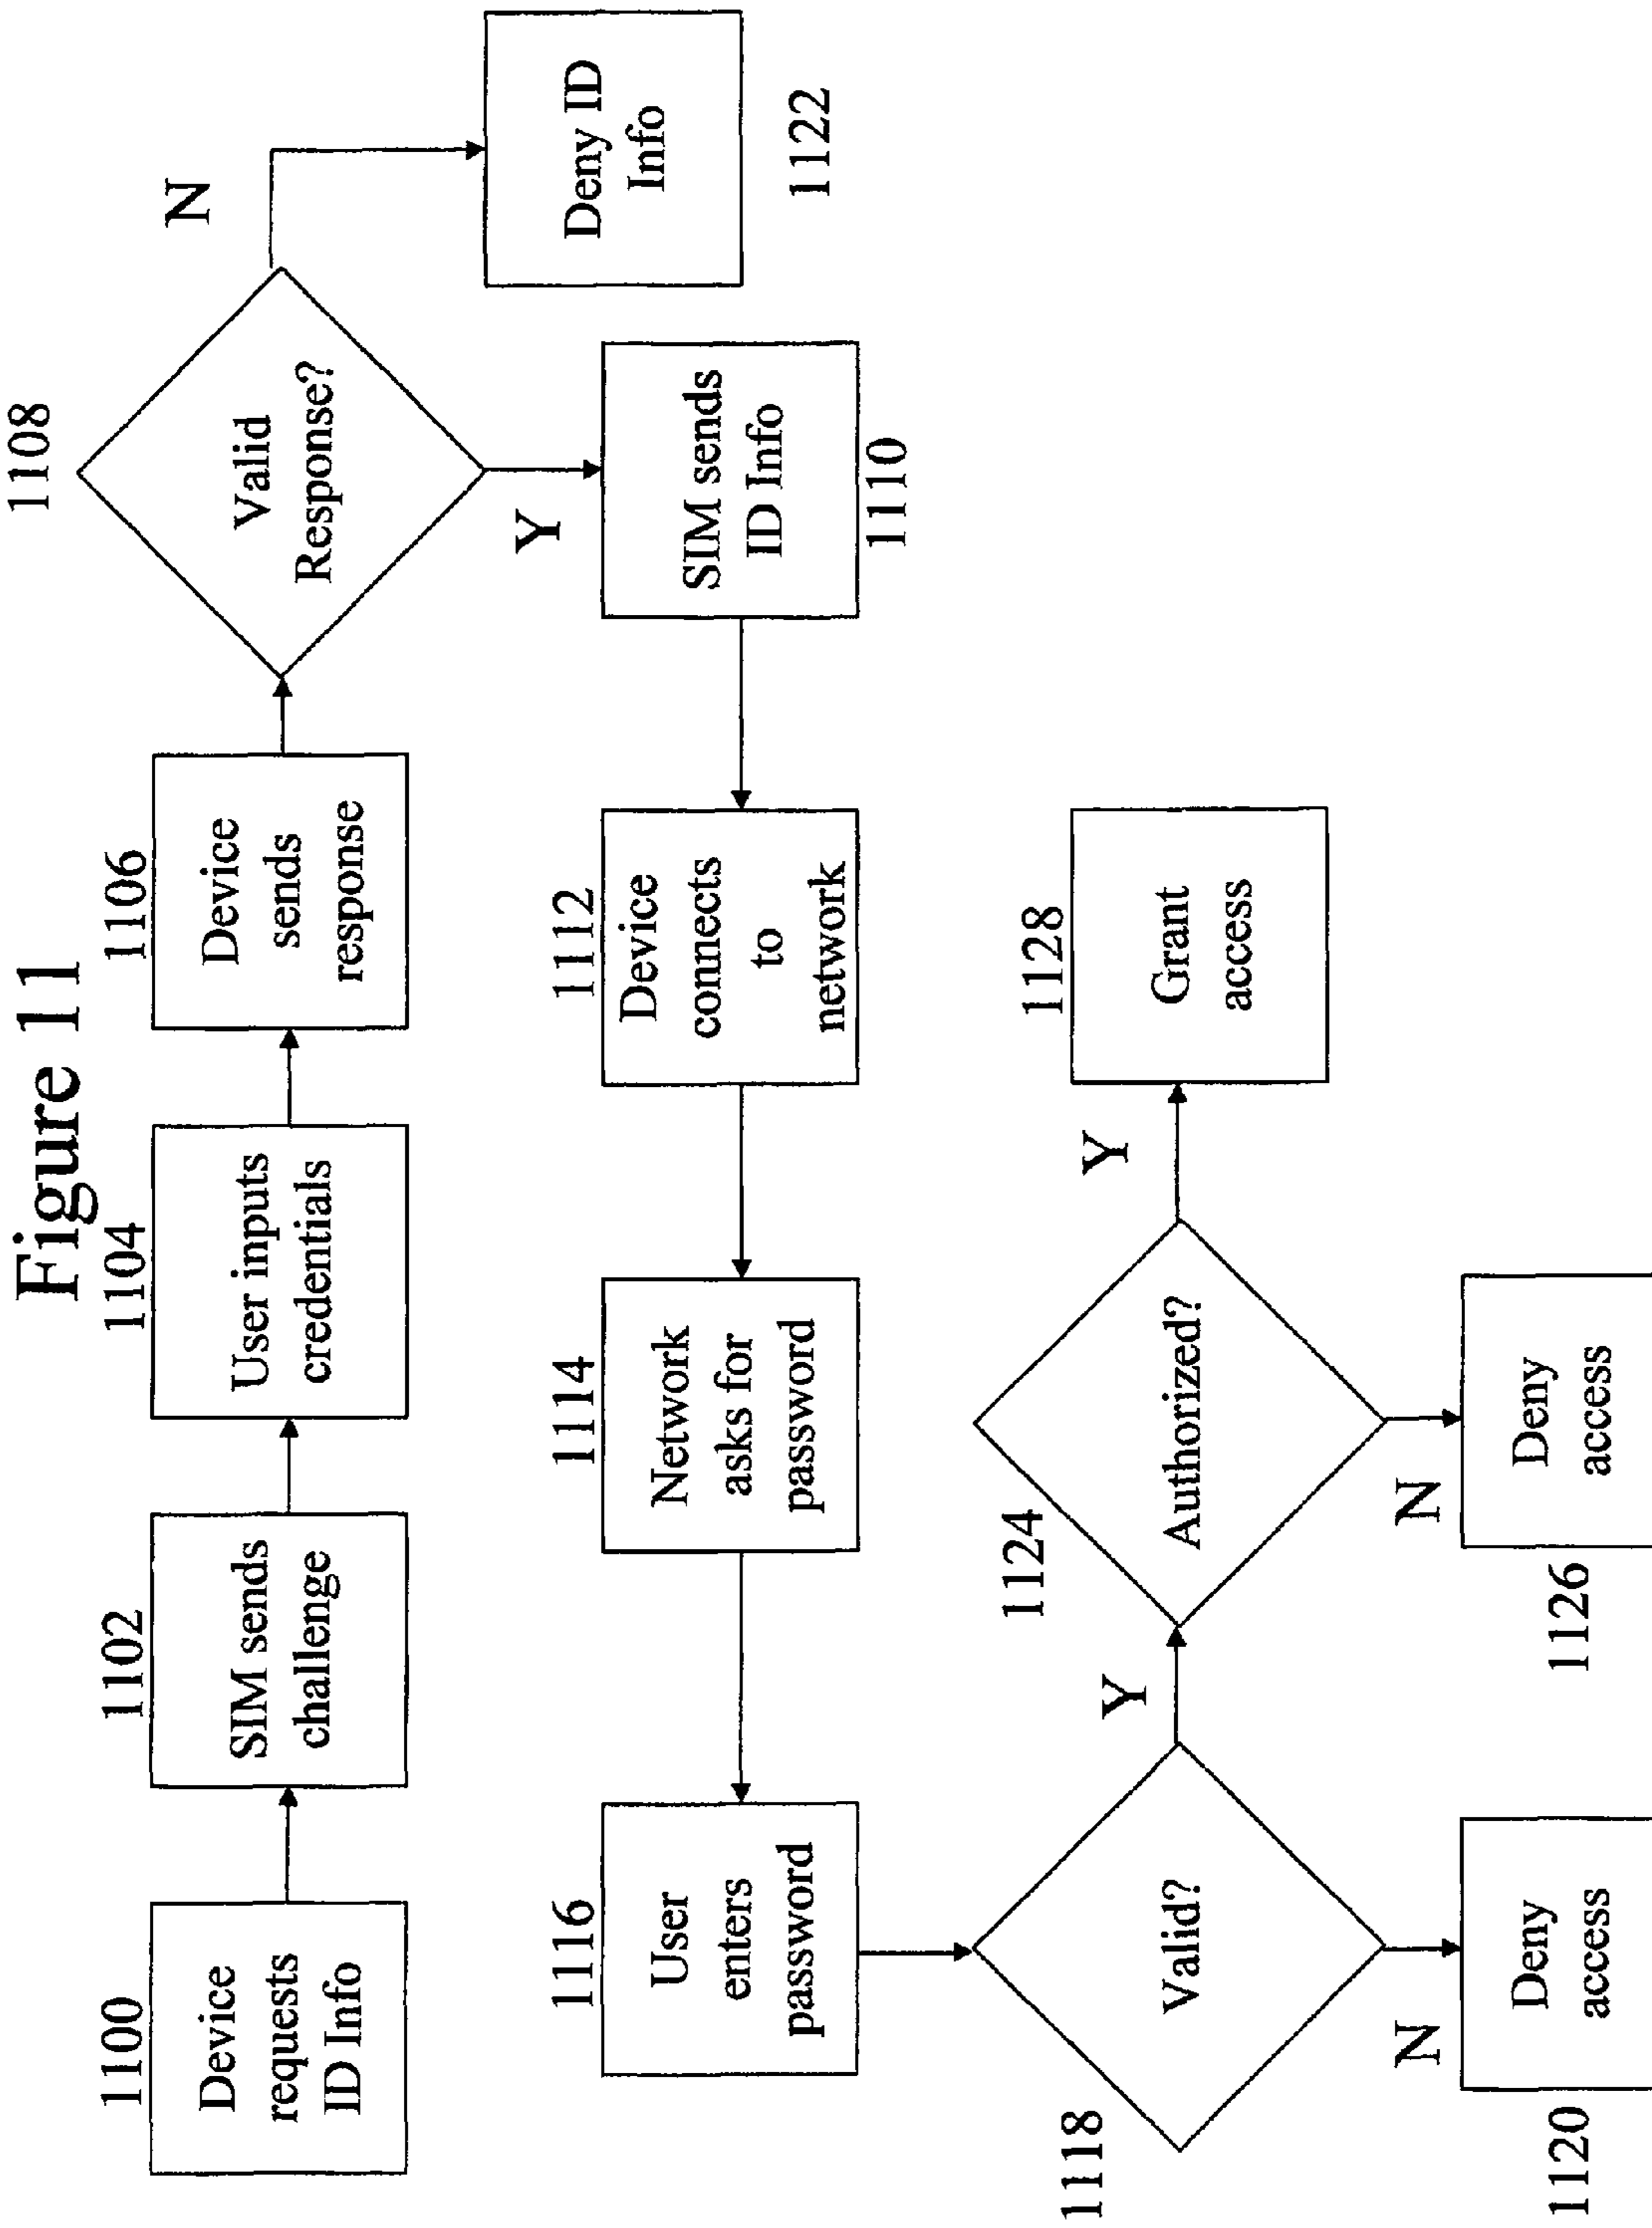 Figure 11
1100
Device
requests
ID Info
1102
SIM sends
challenge
1104
User inputs
credentials
1106
Device
sends
response
1108
Valid
Response?
N
Y
Deny ID
Info
1122
SIM sends
ID Info
1110
1112
Device
connects
to
network
1114
Network
asks for
password
1116
User
enters
password
1118
Valid?
Y
N
1120
Deny
access
1124
Authorized?
Y
N
1126
Deny
access
1128
Grant
access